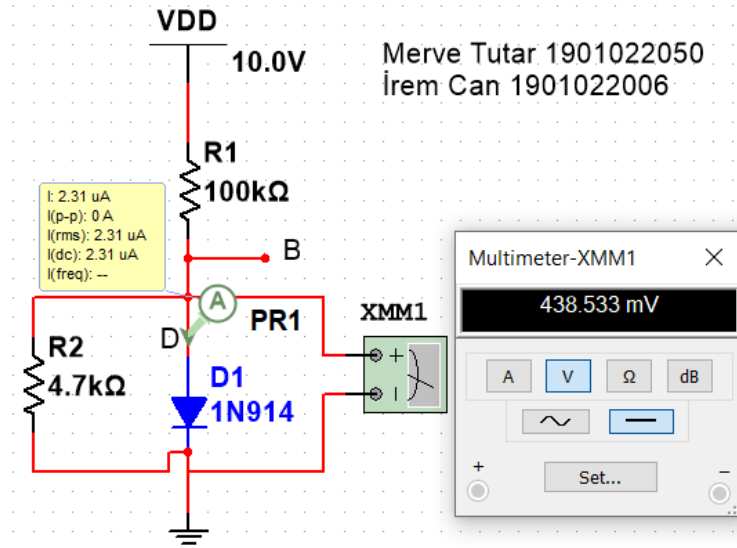 VDD
10.0V
Merve Tutar 1901022050
İrem Can 1901022006
R1
100kΩ
I: 2.31 uA
I(p-p): 0 A
I(rms): 2.31 uA
I(dc): 2.31 uA
I(freq): --
B
A
PR1
D
R2
4.7kΩ
D1
1N914
XMM1
+
Multimeter-XMM1
438.533 mV
A V Ω dB
+ Set... −